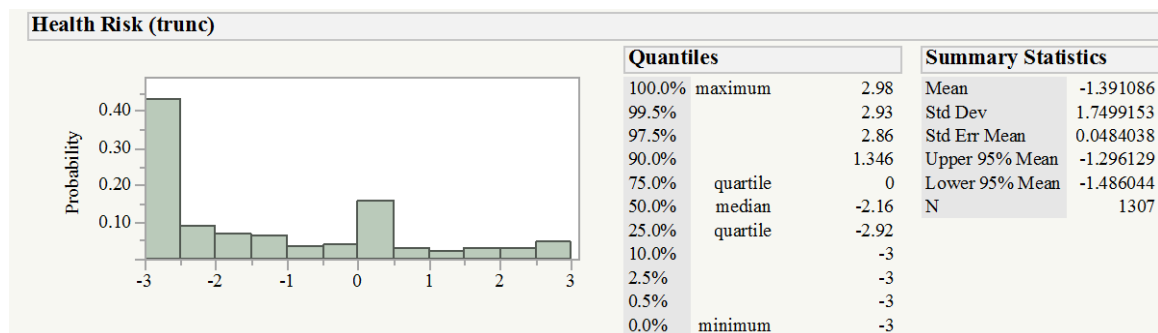 Health Risk (trunc)
Probability
0.40
0.30
0.20
0.10
-3 -2 -1 0 1 2 3
Quantiles
100.0% maximum 2.98
99.5% 2.93
97.5% 2.86
90.0% 1.346
75.0% quartile 0
50.0% median -2.16
25.0% quartile -2.92
10.0% -3
2.5% -3
0.5% -3
0.0% minimum -3
Summary Statistics
Mean -1.391086
Std Dev 1.7499153
Std Err Mean 0.0484038
Upper 95% Mean -1.296129
Lower 95% Mean -1.486044
N 1307